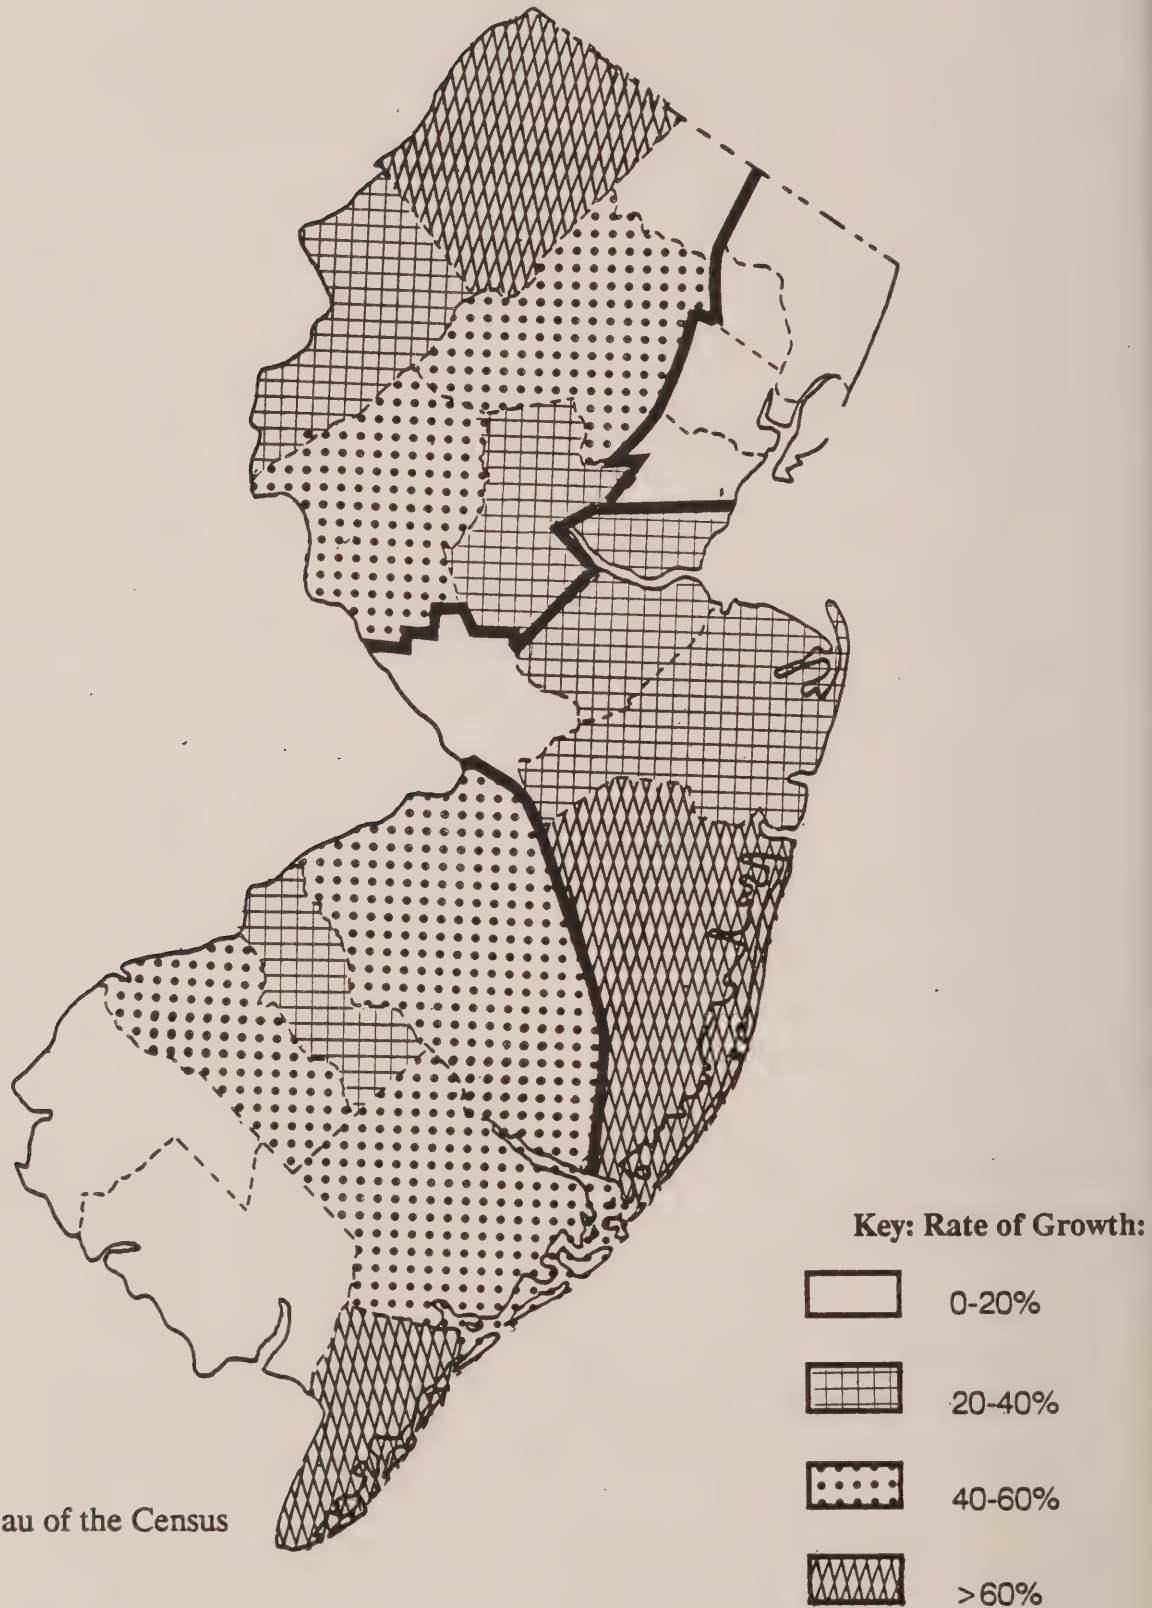 Key: Rate of Growth:
0-20%
20-40%
40-60%
>60%
au of the Census